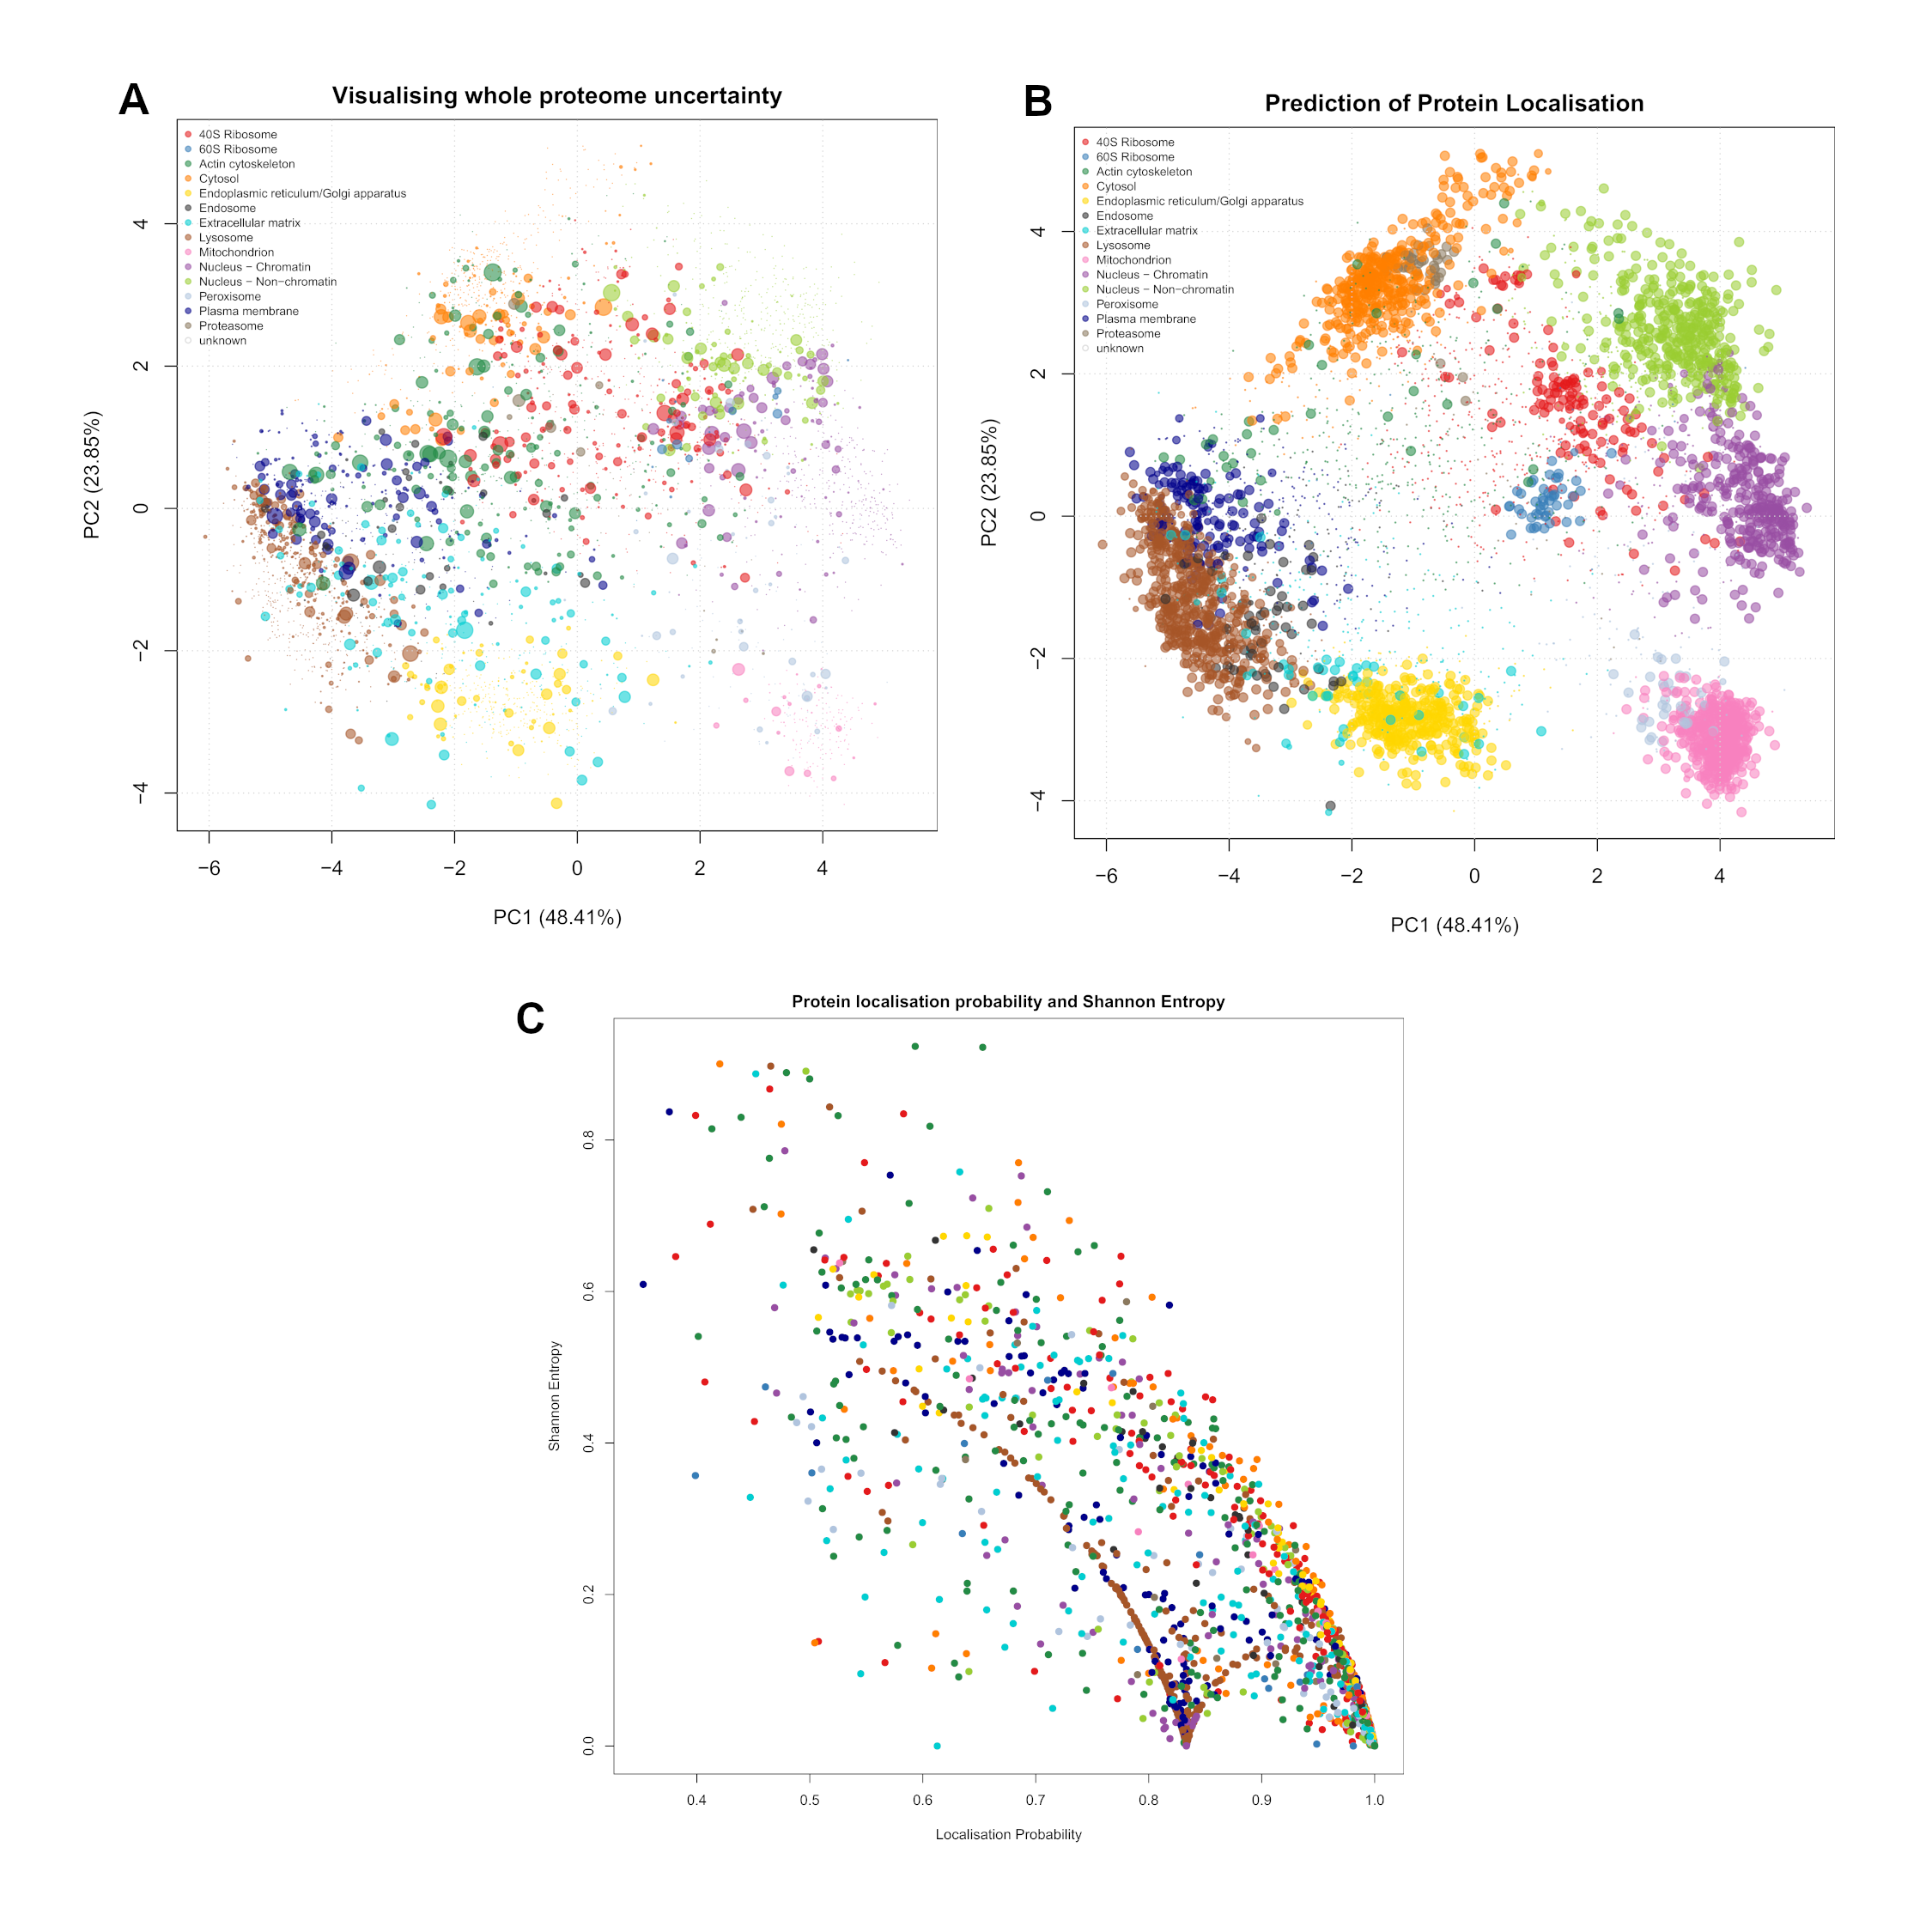 A
Visualising whole proteome uncertainty
40S Ribosome
60S Ribosome
Actin cytoskeleton
Cytosol
Endoplasmic reticulum/Golgi apparatus
Endosome
Extracellular matrix
Lysosome
Mitochondrion
Nucleus − Chromatin
Nucleus − Non−chromatin
Peroxisome
Plasma membrane
Proteasome
unknown
PC2 (23.85%)
4
2
0
−2
−4
−6
−4
−2
0
2
4
PC1 (48.41%)
B
Prediction of Protein Localisation
40S Ribosome
60S Ribosome
Actin cytoskeleton
Cytosol
Endoplasmic reticulum/Golgi apparatus
Endosome
Extracellular matrix
Lysosome
Mitochondrion
Nucleus − Chromatin
Nucleus − Non−chromatin
Peroxisome
Plasma membrane
Proteasome
unknown
PC2 (23.85%)
4
2
0
−2
−4
−6
−4
−2
0
2
4
PC1 (48.41%)
C
Protein localisation probability and Shannon Entropy
Shannon Entropy
0.8
0.6
0.4
0.2
0.0
0.4
0.5
0.6
0.7
0.8
0.9
1.0
Localisation Probability